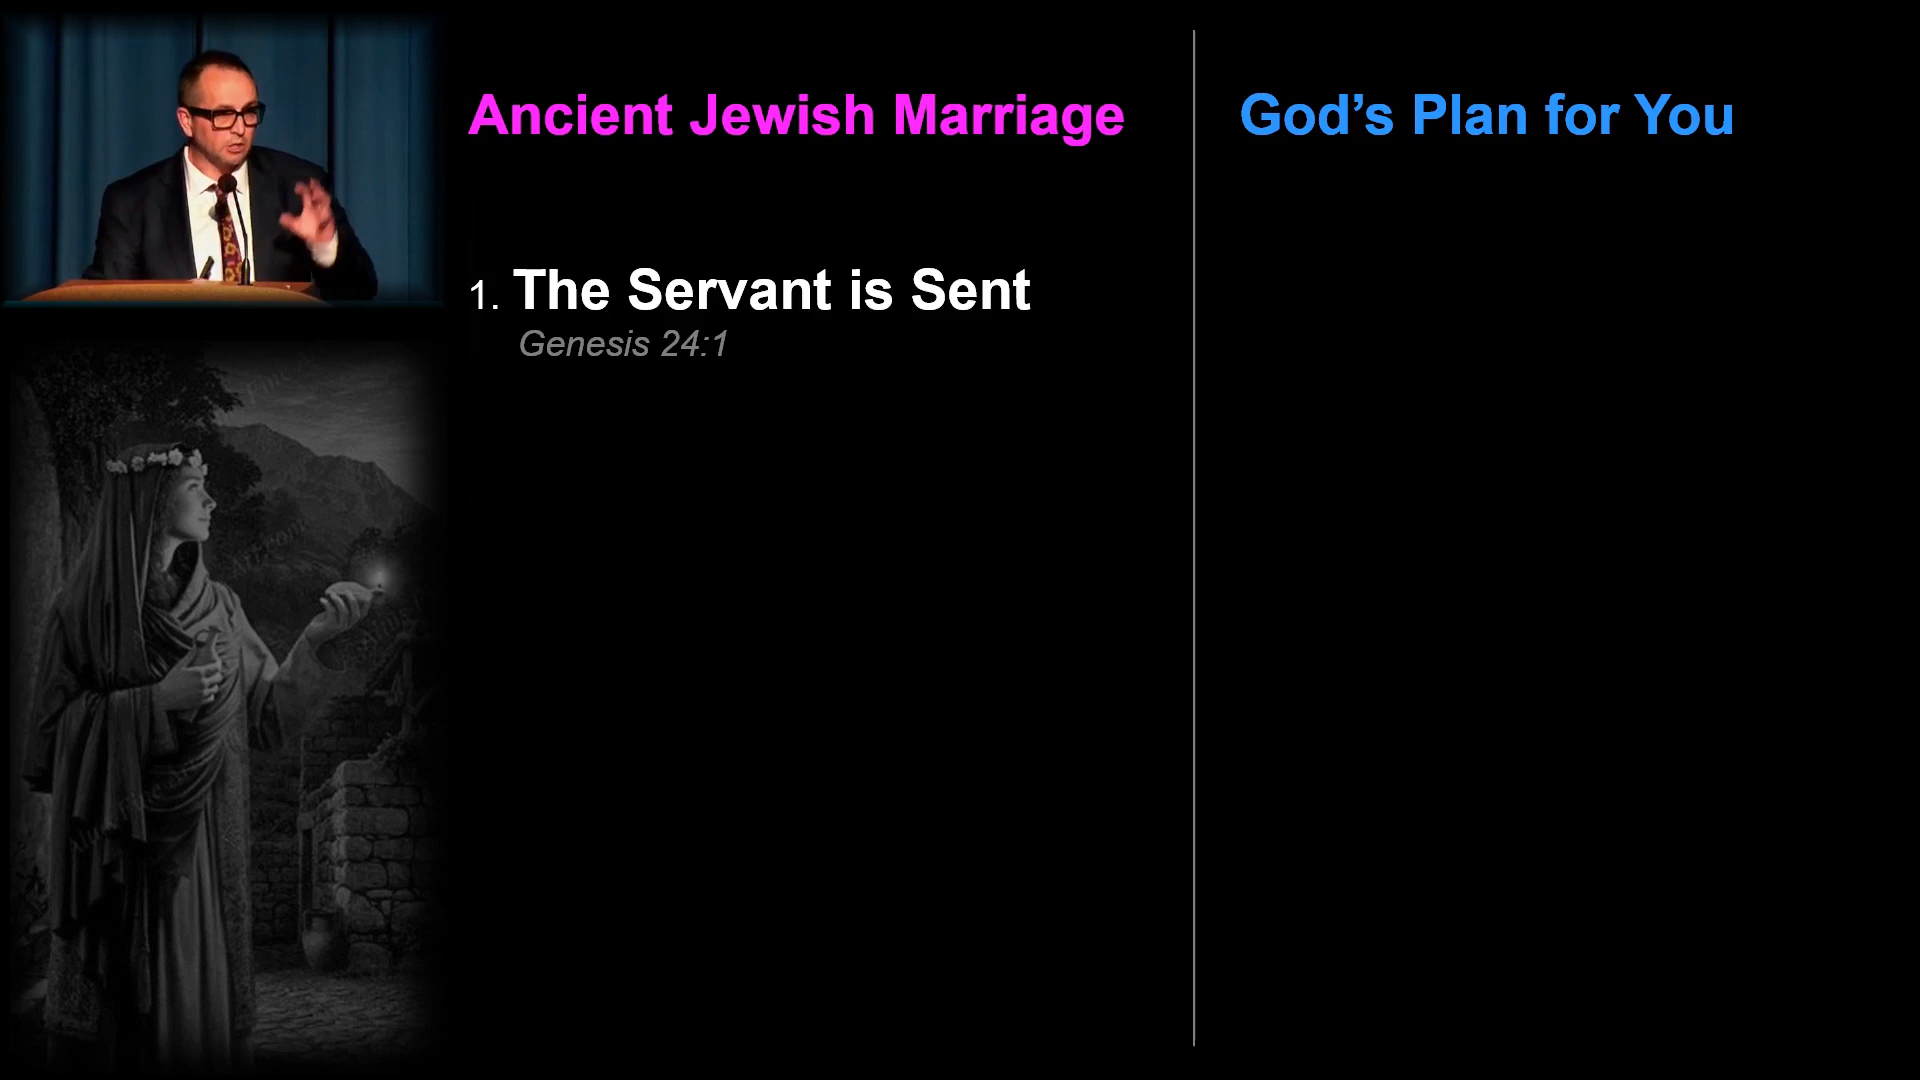 Ancient Jewish Marriage
God’s Plan for You
1. The Servant is Sent
Genesis 24:1